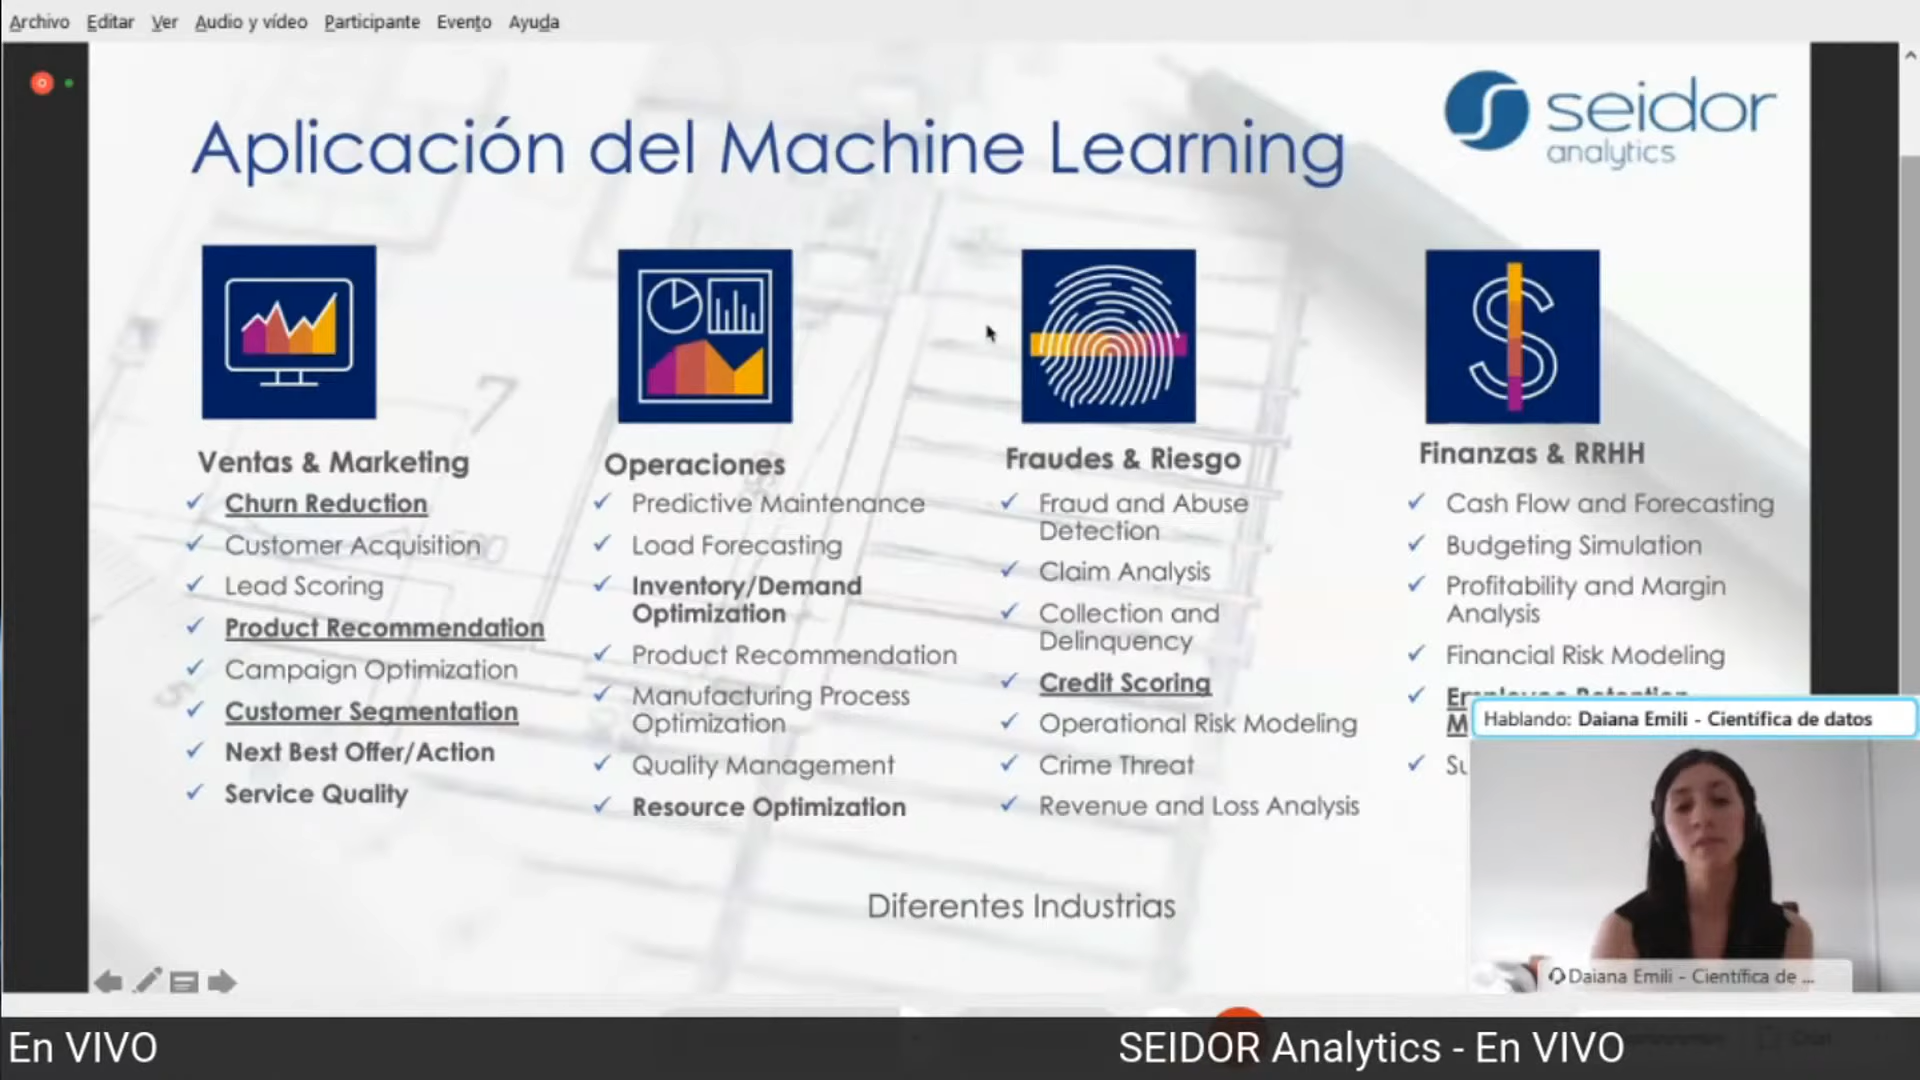 Archivo Editar Ver Audio y vídeo Participante Evento Ayuda
seidor
analytics
Aplicación del Machine Learning
Ventas & Marketing
Churn Reduction
Customer Acquisition
Lead Scoring
Product Recommendation
Campaign Optimization
Customer Segmentation
Next Best Offer/Action
Service Quality
Operaciones
Predictive Maintenance
Load Forecasting
Inventory/Demand
Optimization
Product Recommendation
Manufacturing Process
Optimization
Quality Management
Resource Optimization
Fraudes & Riesgo
Fraud and Abuse
Detection
Claim Analysis
Collection and
Delinquency
Credit Scoring
Operational Risk Modeling
Crime Threat
Revenue and Loss Analysis
Finanzas & RRHH
Cash Flow and Forecasting
Budgeting Simulation
Profitability and Margin
Analysis
Financial Risk Modeling
Hablando: Daiana Emili - Científica de datos
Daiana Emili - Científica de ...
Diferentes Industrias
En VIVO
SEIDOR Analytics - En VIVO